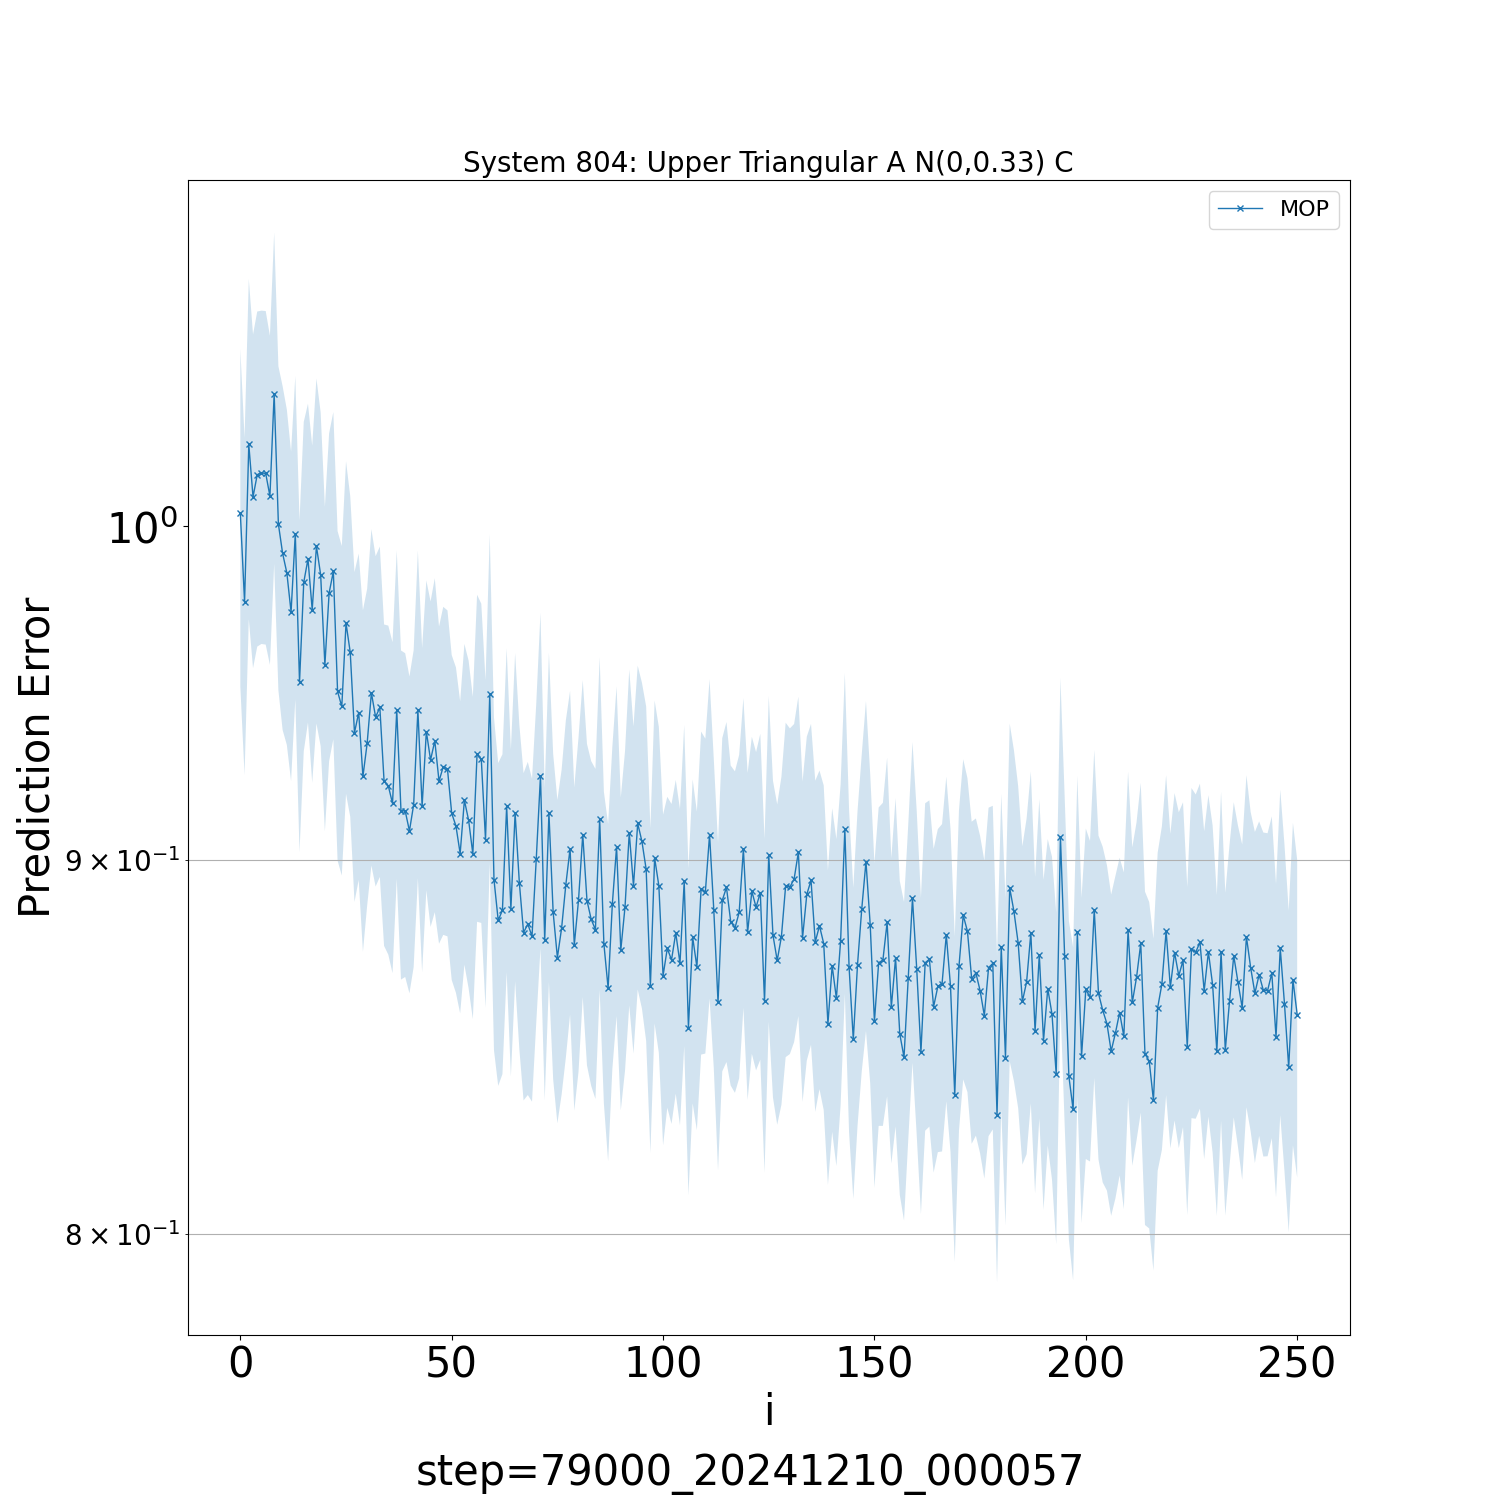 System 804: Upper Triangular A N(0,0.33) C
MOP
Prediction Error
10⁰
9 × 10⁻¹
8 × 10⁻¹
0 50 100 150 200 250
i
step=79000_20241210_000057